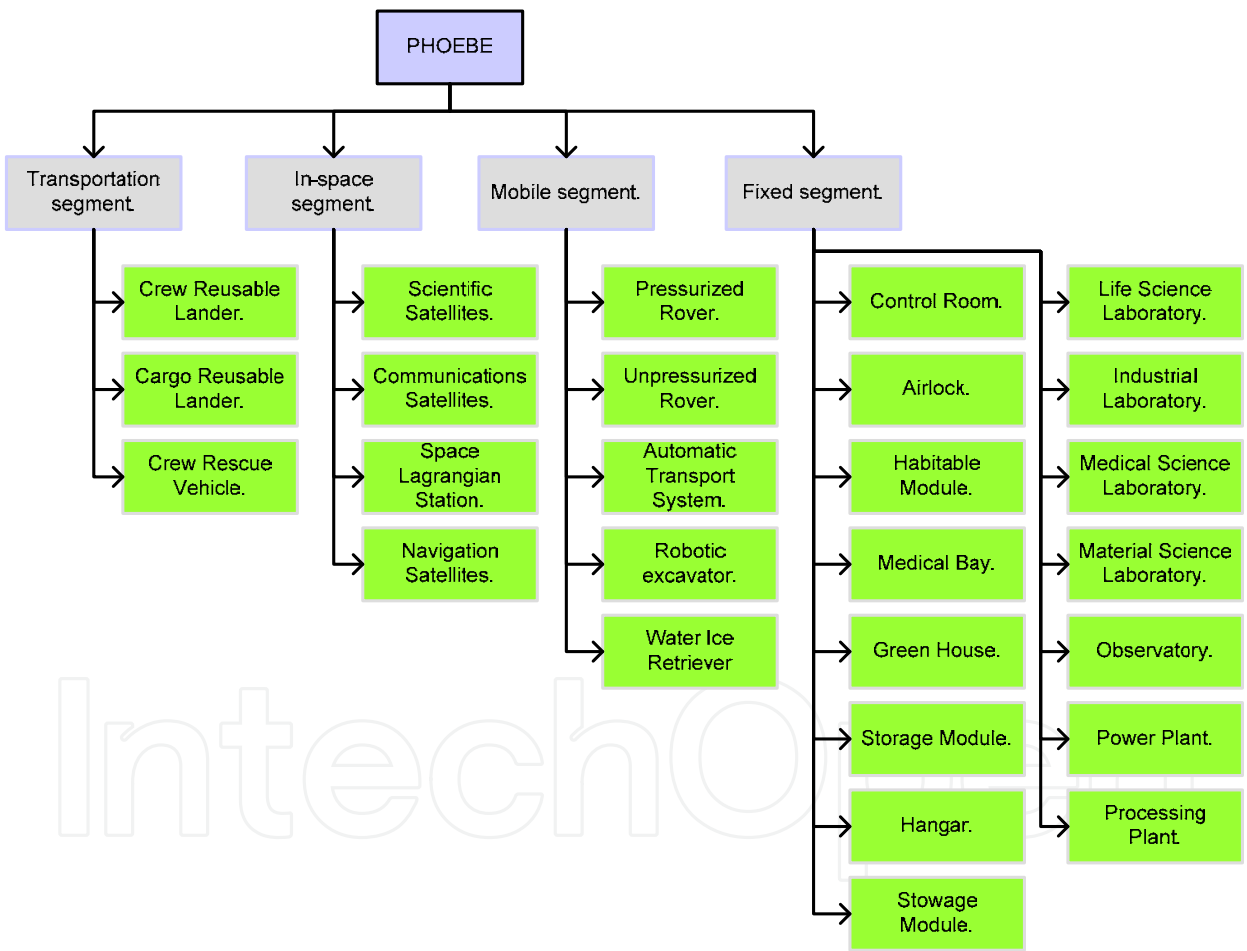 PHOEBE
Transportation
segment.
In-space
segment.
Mobile segment.
Fixed segment.
Crew Reusable
Lander.
Cargo Reusable
Lander.
Crew Rescue
Vehicle.
Scientific
Satellites.
Communications
Satellites.
Space
Lagrangian
Station.
Navigation
Satellites.
Pressurized
Rover.
Unpressurized
Rover.
Automatic
Transport
System.
Robotic
excavator.
Water Ice
Retriever
Control Room.
Airlock.
Habitable
Module.
Medical Bay.
Green House.
Storage Module.
Hangar.
Stowage
Module.
Life Science
Laboratory.
Industrial
Laboratory.
Medical Science
Laboratory.
Material Science
Laboratory.
Observatory.
Power Plant.
Processing
Plant.
IntechOpen